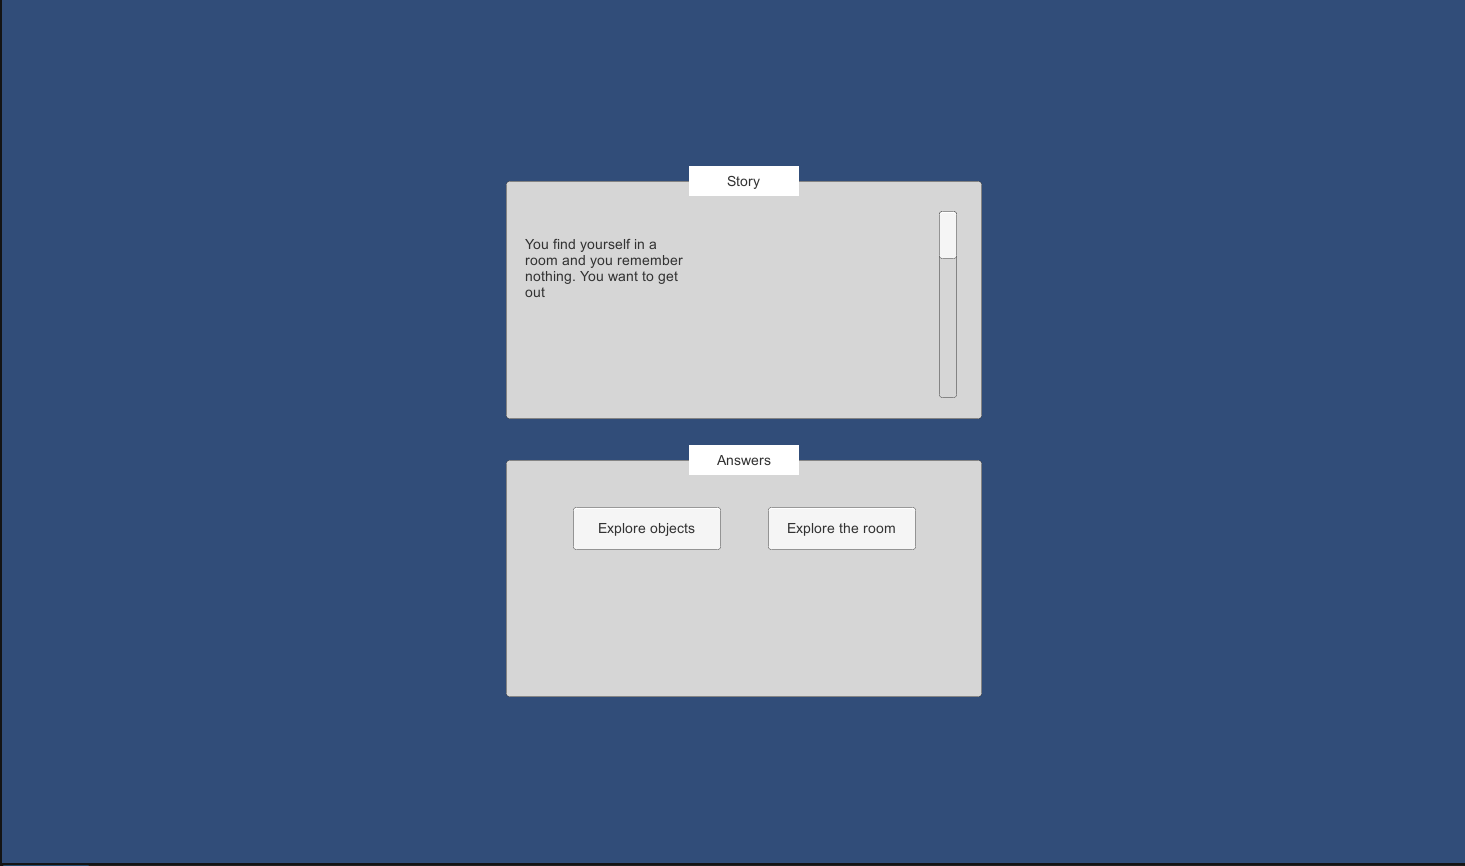 Story
You find yourself in a
room and you remember
nothing. You want to get
out
Answers
Explore objects
Explore the room